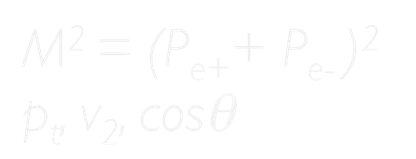 M² = (P_e+ + P_e-)²
p_t, v_2, cosθ